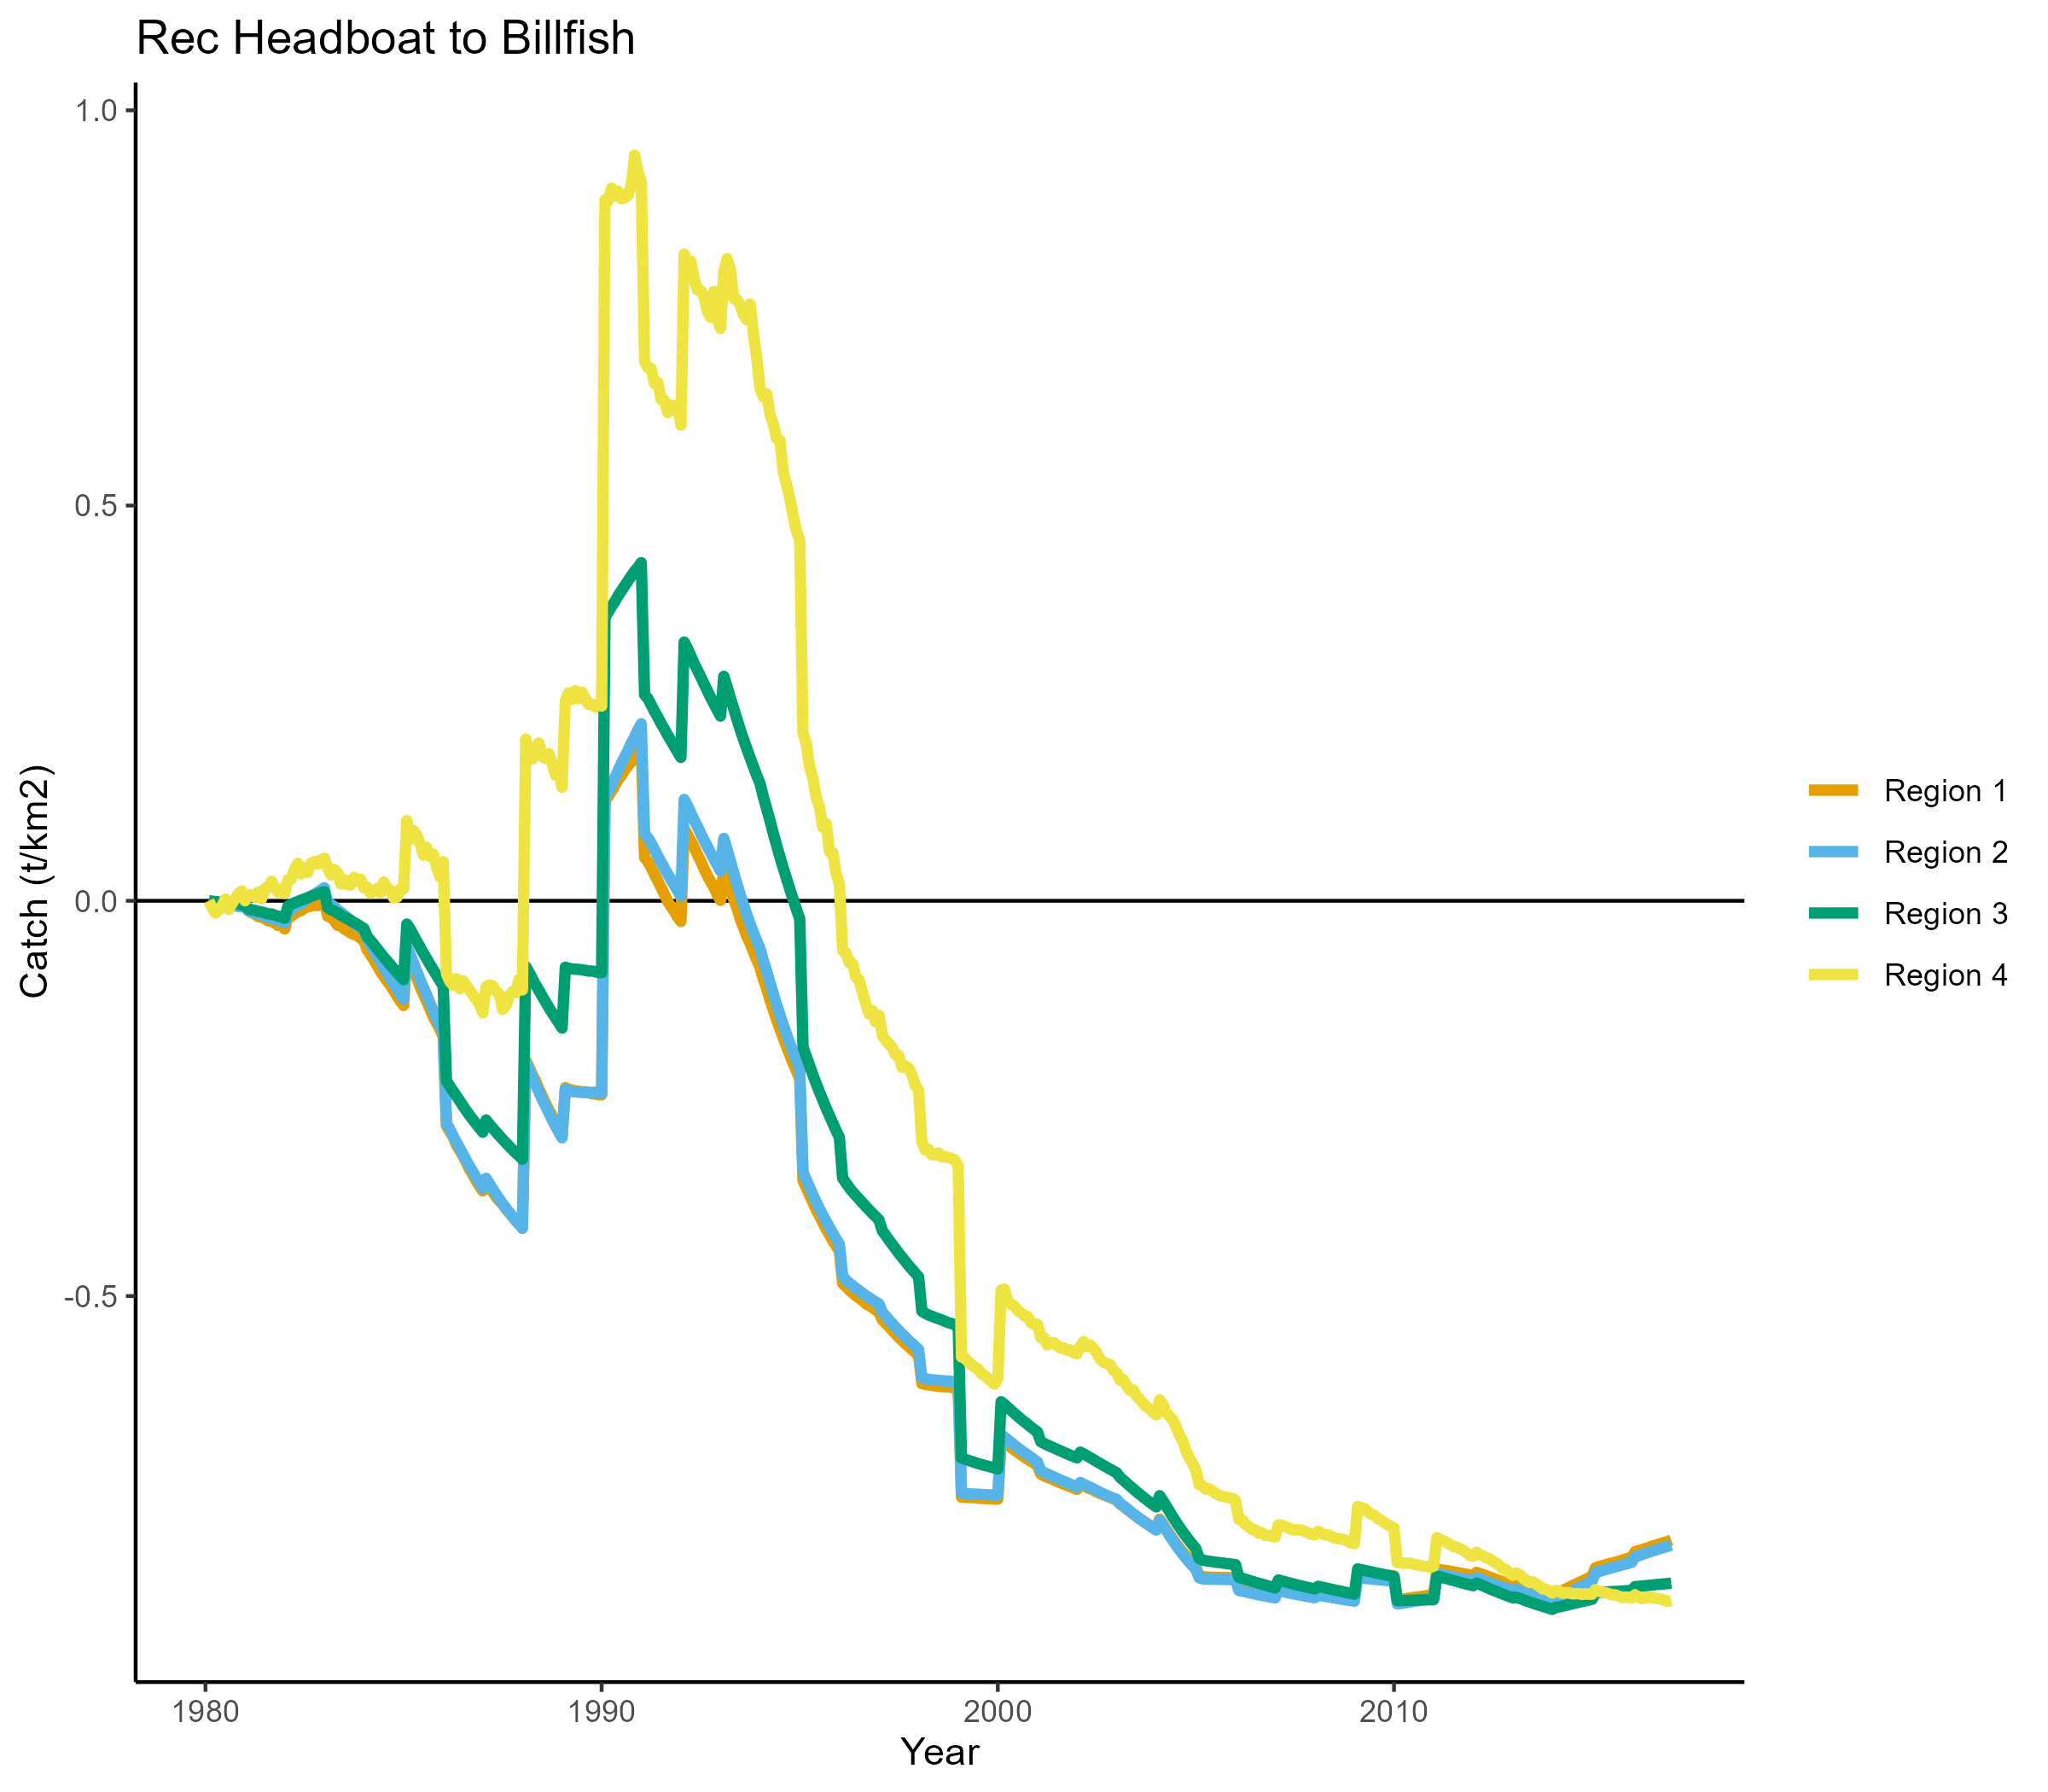 Rec Headboat to Billfish
1.0
0.5
0.0
-0.5
Catch (t/km2)
1980
1990
2000
2010
Year
Region 1
Region 2
Region 3
Region 4